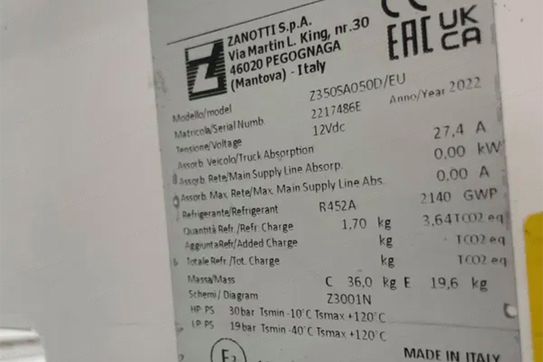 ZANOTTI S.p.A.
Via Martin L. King, nr.30
46020 PEGOGNAGA
(Mantova) - Italy
CE
EAC UK CA
Z
Modello/model Z350SA050D/EU
Matricola/Serial Numb. 2217486E Anno/Year 2022
Tensione/Voltage 12Vdc
Assorb. Veicolo/Truck Absorption 27,4 A
Assorb. Rete/Main Supply Line Absorp. 0.00 kW
Assorb. Max. Rete/Max. Main Supply Line Abs. 0.00 A
Refrigerante/Refrigerant R452A 2140 GWP
Quantità Refr./Refr Charge 1,70 kg 3,64TCO2 eq
AggiuntaRefr/Added Charge kg TCO2 eq
Totale Refr./Tot. Charge kg TCO2 eq
Massa/Mass C 36,0 kg E 19,6 kg
Schemi/ Diagram Z3001N
HP PS 30bar Tsmin -10°C Tsmax +120°C
LP PS 19bar Tsmin -40°C Tsmax +120°C
MADE IN ITALY